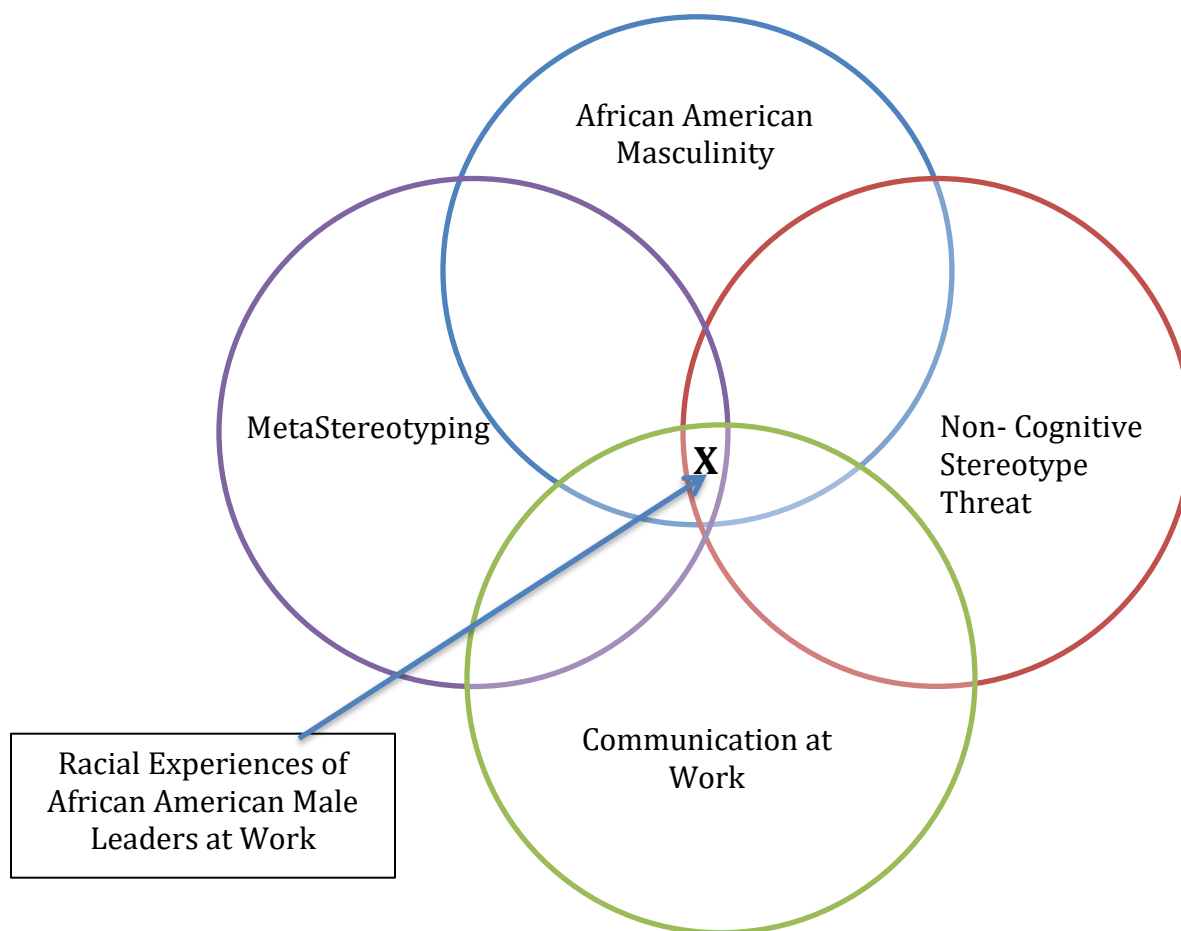 African American
Masculinity
MetaStereotyping
Non- Cognitive
Stereotype
Threat
X
Communication at
Work
Racial Experiences of
African American Male
Leaders at Work